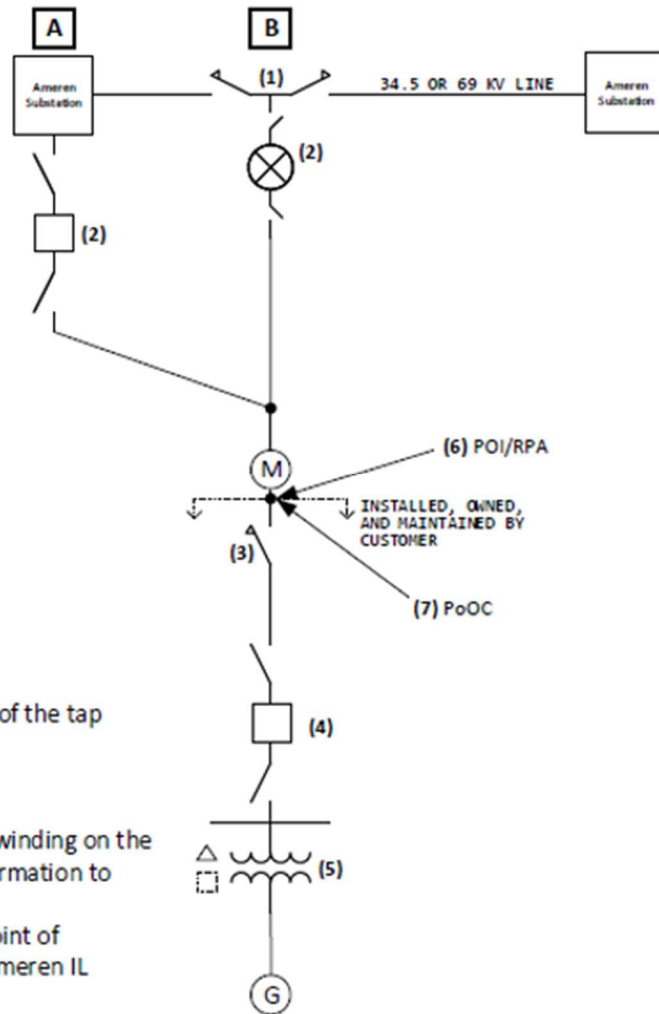 A
B
Ameren
Substation
(1)
34.5 OR 69 KV LINE
Ameren
Substation
(2)
(2)
M
(6) POI/RPA
INSTALLED, OWNED,
AND MAINTAINED BY
CUSTOMER
(3)
(7) PoOC
of the tap
(4)
winding on the
rmation to
(5)
oint of
meren IL
G